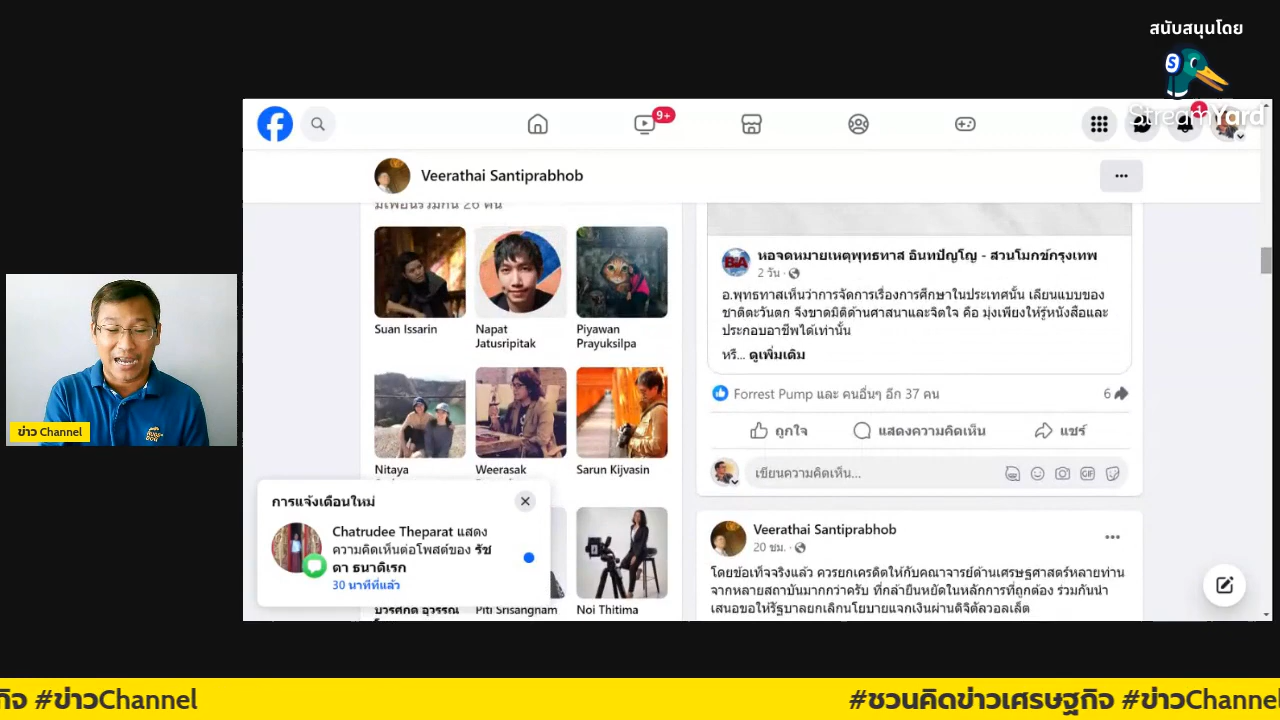 สนับสนุนโดย
StreamYard
9+
1
Veerathai Santiprabhob
มีเพื่อนร่วมกัน 26 คน
Suan Issarin
Napat Jatusripitak
Piyawan Prayuksilpa
Nitaya
Weerasak
Sarun Kijvasin
Piti Srisangnam
Noi Thitima
BIA
หอจดหมายเหตุพุทธทาส อินทปัญโญ - สวนโมกข์กรุงเทพ
2 วัน ·
อ.พุทธทาสเห็นว่าการจัดการเรื่องการศึกษาในประเทศนั้น เลียนแบบของ
ชาติตะวันตก จึงขาดมิติด้านศาสนาและจิตใจ คือ มุ่งเพียงให้รู้หนังสือและ
ประกอบอาชีพได้เท่านั้น
หรื... ดูเพิ่มเติม
Forrest Pump และ คนอื่นๆ อีก 37 คน
6
ถูกใจ
แสดงความคิดเห็น
แชร์
เขียนความคิดเห็น...
GIF
Veerathai Santiprabhob
20 ชม. ·
โดยข้อเท็จจริงแล้ว ควรยกเครดิตให้กับคณาจารย์ด้านเศรษฐศาสตร์หลายท่าน
จากหลายสถาบันมากกว่าครับ ที่กล้ายืนหยัดในหลักการที่ถูกต้อง ร่วมกันนำ
เสนอขอให้รัฐบาลยกเลิกนโยบายแจกเงินผ่านดิจิตัลวอลเล็ต
การแจ้งเตือนใหม่
Chatrudee Theparat แสดง
ความคิดเห็นต่อโพสต์ของ รัช
ดา ธนาดิเรก
30 นาทีที่แล้ว
ข่าว Channel
กิจ #ข่าวChannel
#ชวนคิดข่าวเศรษฐกิจ #ข่าวChannel